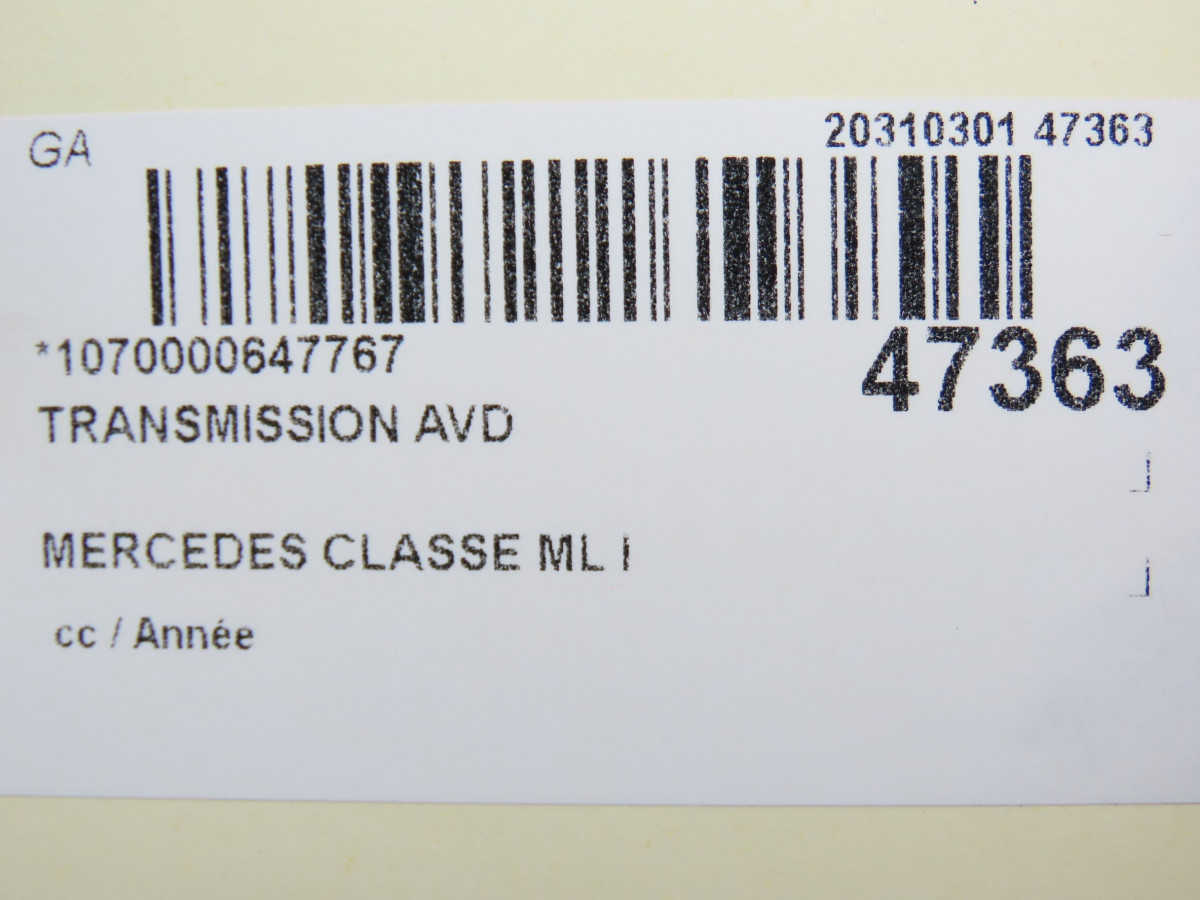 GA
20310301 47363
*1070000647767
47363
TRANSMISSION AVD
MERCEDES CLASSE ML I
cc / Année